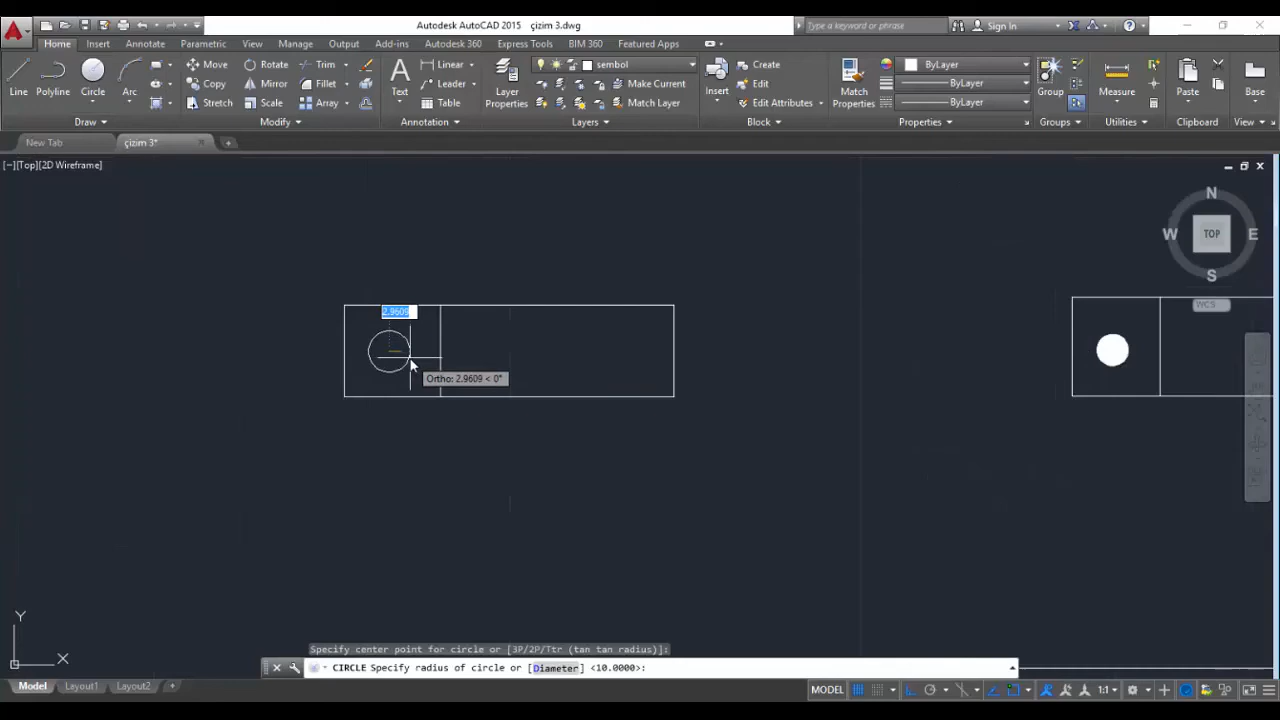 Autodesk AutoCAD 2015 çizim 3.dwg
Type a keyword or phrase
Sign In
Home Insert Annotate Parametric View Manage Output Add-ins Autodesk 360 Express Tools BIM 360 Featured Apps
Line
Polyline
Circle
Arc
Move
Copy
Stretch
Rotate
Mirror
Scale
Trim
Fillet
Array
Text
Linear
Leader
Table
Layer
Properties
sembol
Make Current
Match Layer
Insert
Create
Edit
Edit Attributes
Match
Properties
ByLayer
ByLayer
ByLayer
Group
Measure
Paste
Base
Draw
Modify
Annotation
Layers
Block
Properties
Groups
Utilities
Clipboard
View
New Tab
çizim 3*
[−][Top][2D Wireframe]
N
W
TOP
E
S
WCS
2.9609
Ortho: 2.9609 < 0°
Y
X
Specify center point for circle or [3P/2P/Ttr (tan tan radius)]:
CIRCLE Specify radius of circle or [Diameter] <10.0000>:
Model Layout1 Layout2
MODEL
1:1